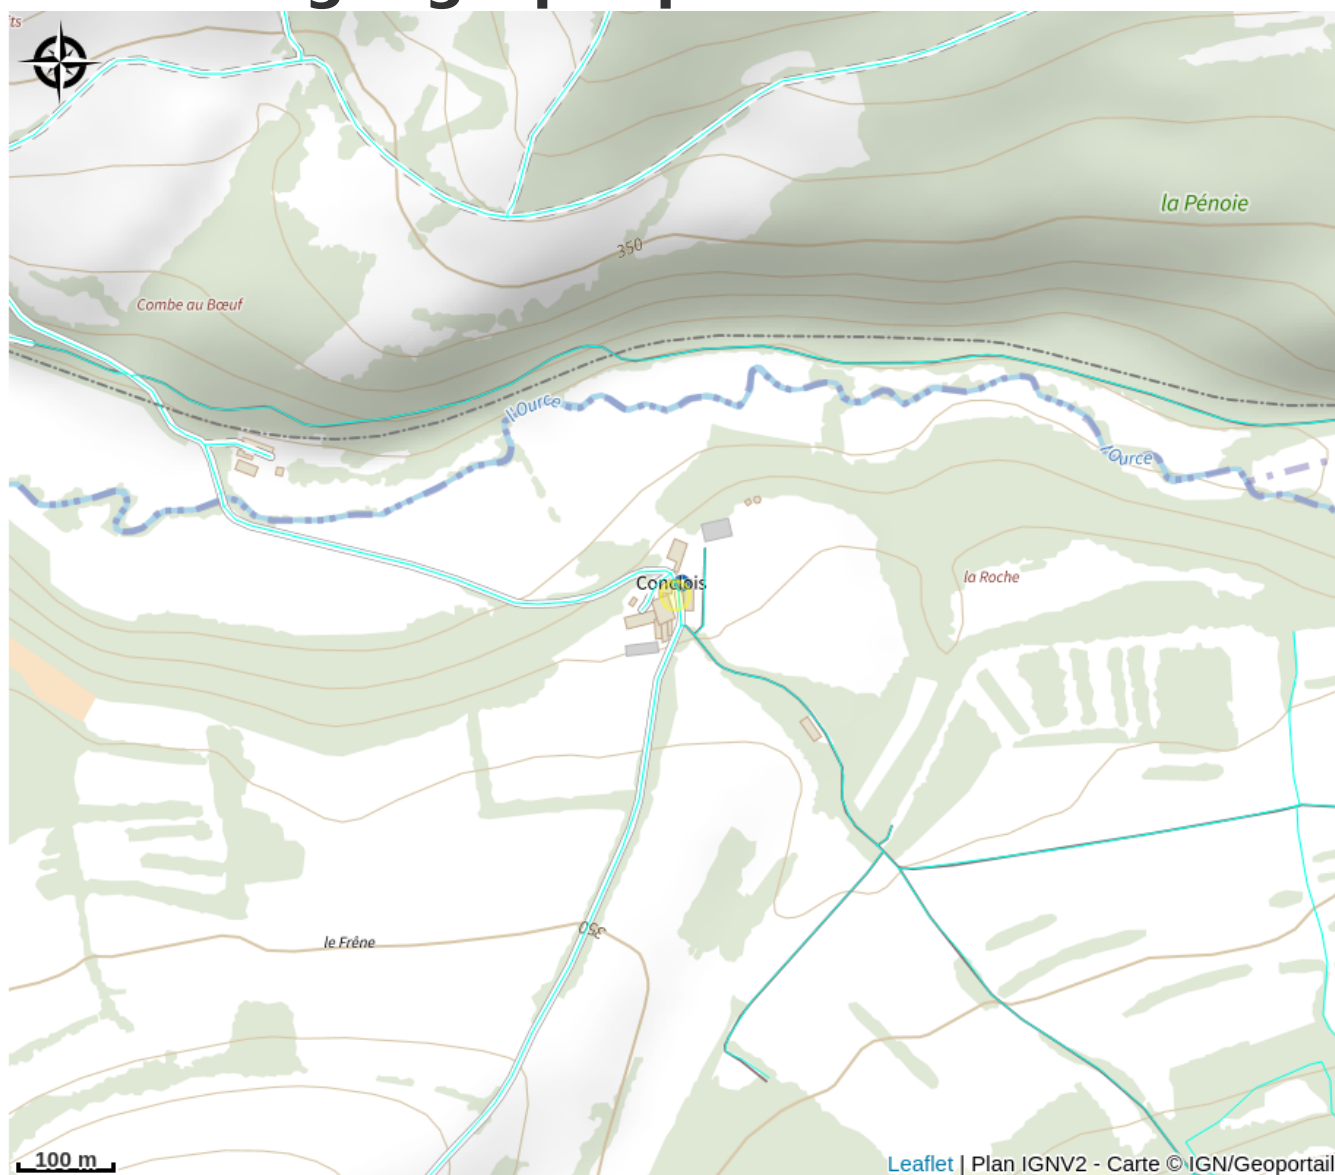 la Pénoie
350
Combe au Bœuf
l'Ource
l'Ource
Conclois
la Roche
350
le Frêne
100 m
Leaflet | Plan IGNV2 - Carte © IGN/Geoportail